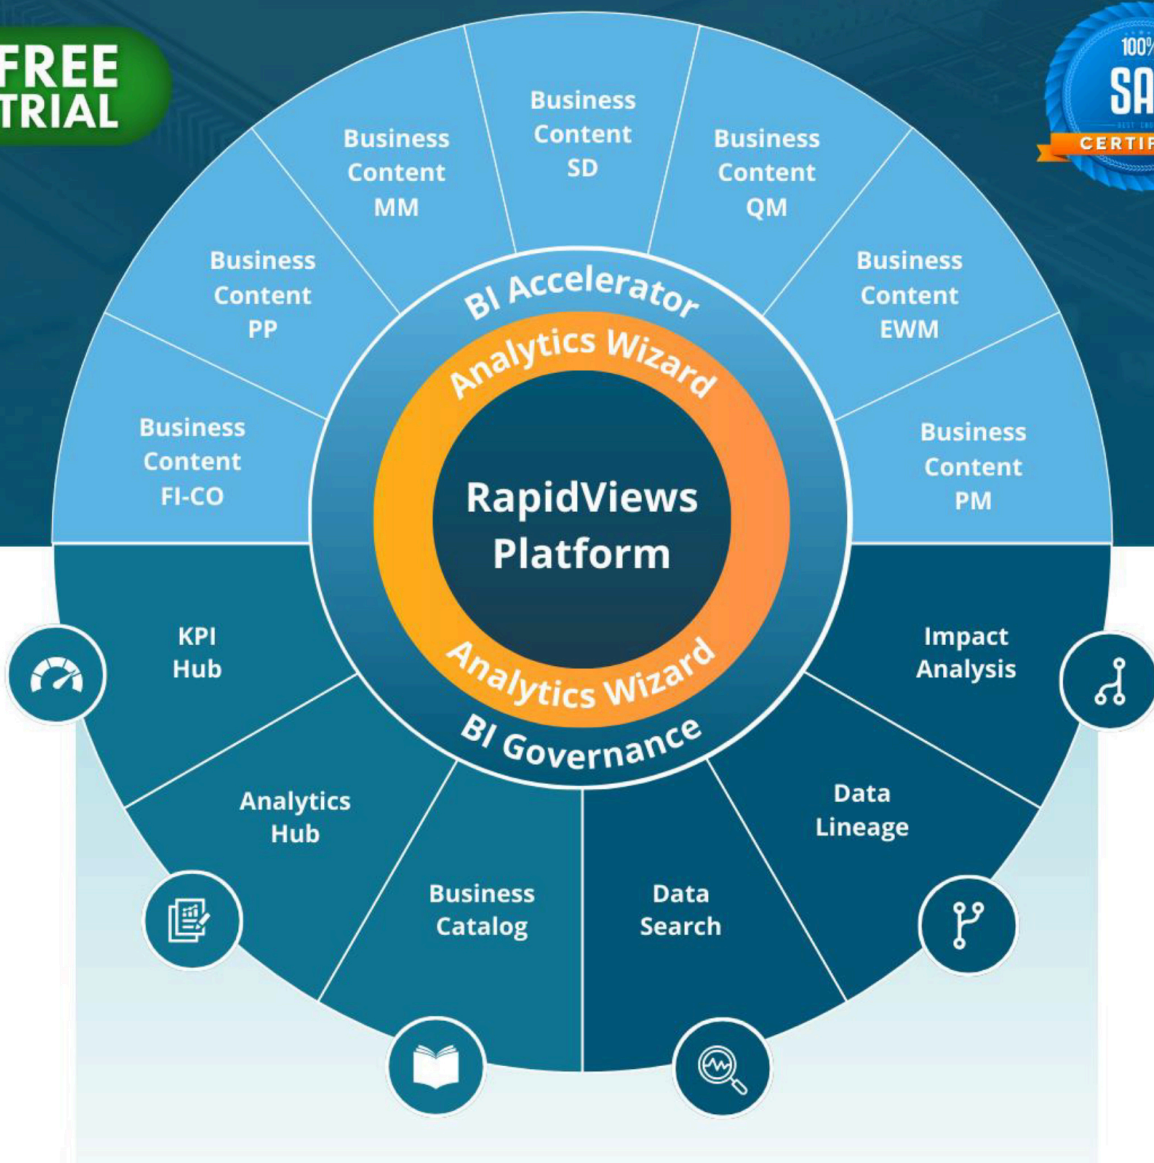 FREE
TRIAL
100%
CERTIF
Business
Content
SD
Business
Content
MM
Business
Content
QM
Business
Content
PP
Business
Content
EWM
Business
Content
FI-CO
Business
Content
PM
BI Accelerator
Analytics Wizard
RapidViews
Platform
Analytics Wizard
BI Governance
KPI
Hub
Impact
Analysis
Analytics
Hub
Data
Lineage
Business
Catalog
Data
Search